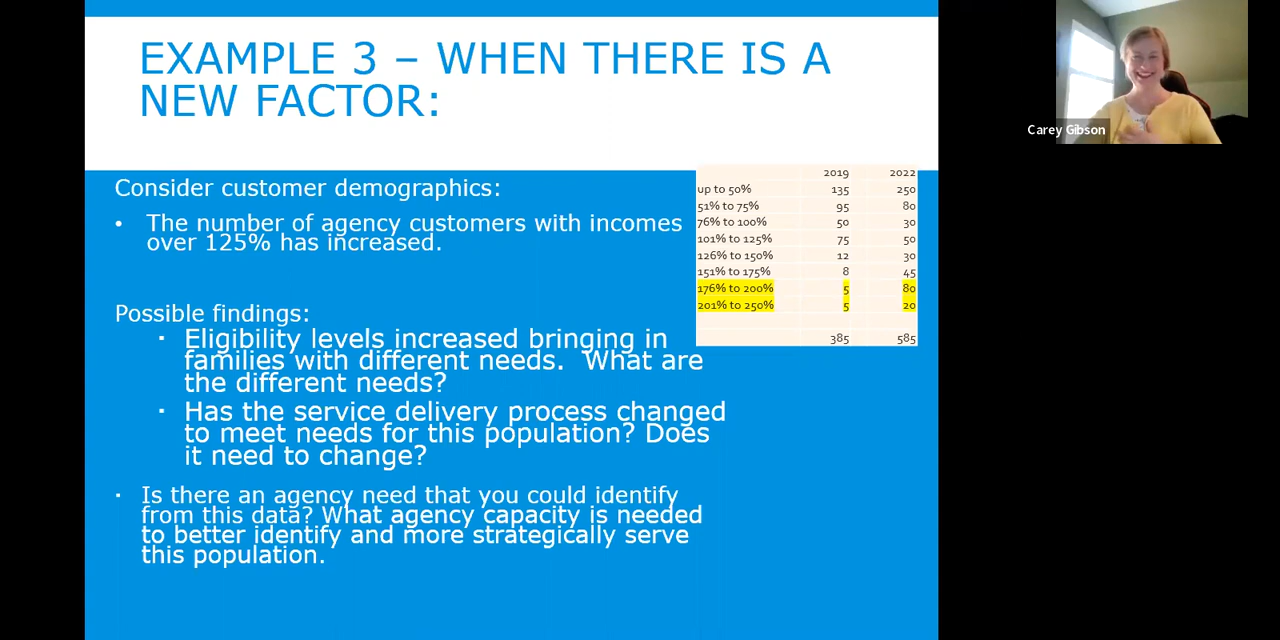 EXAMPLE 3 – WHEN THERE IS A
NEW FACTOR:
Carey Gibson
Consider customer demographics:
• The number of agency customers with incomes
over 125% has increased.
2019 2022
up to 50% 135 250
51% to 75% 95 80
76% to 100% 50 30
101% to 125% 75 50
126% to 150% 12 30
151% to 175% 8 45
176% to 200% 5 80
201% to 250% 5 20
385 585
Possible findings:
▪ Eligibility levels increased bringing in
families with different needs. What are
the different needs?
▪ Has the service delivery process changed
to meet needs for this population? Does
it need to change?
▪ Is there an agency need that you could identify
from this data? What agency capacity is needed
to better identify and more strategically serve
this population.